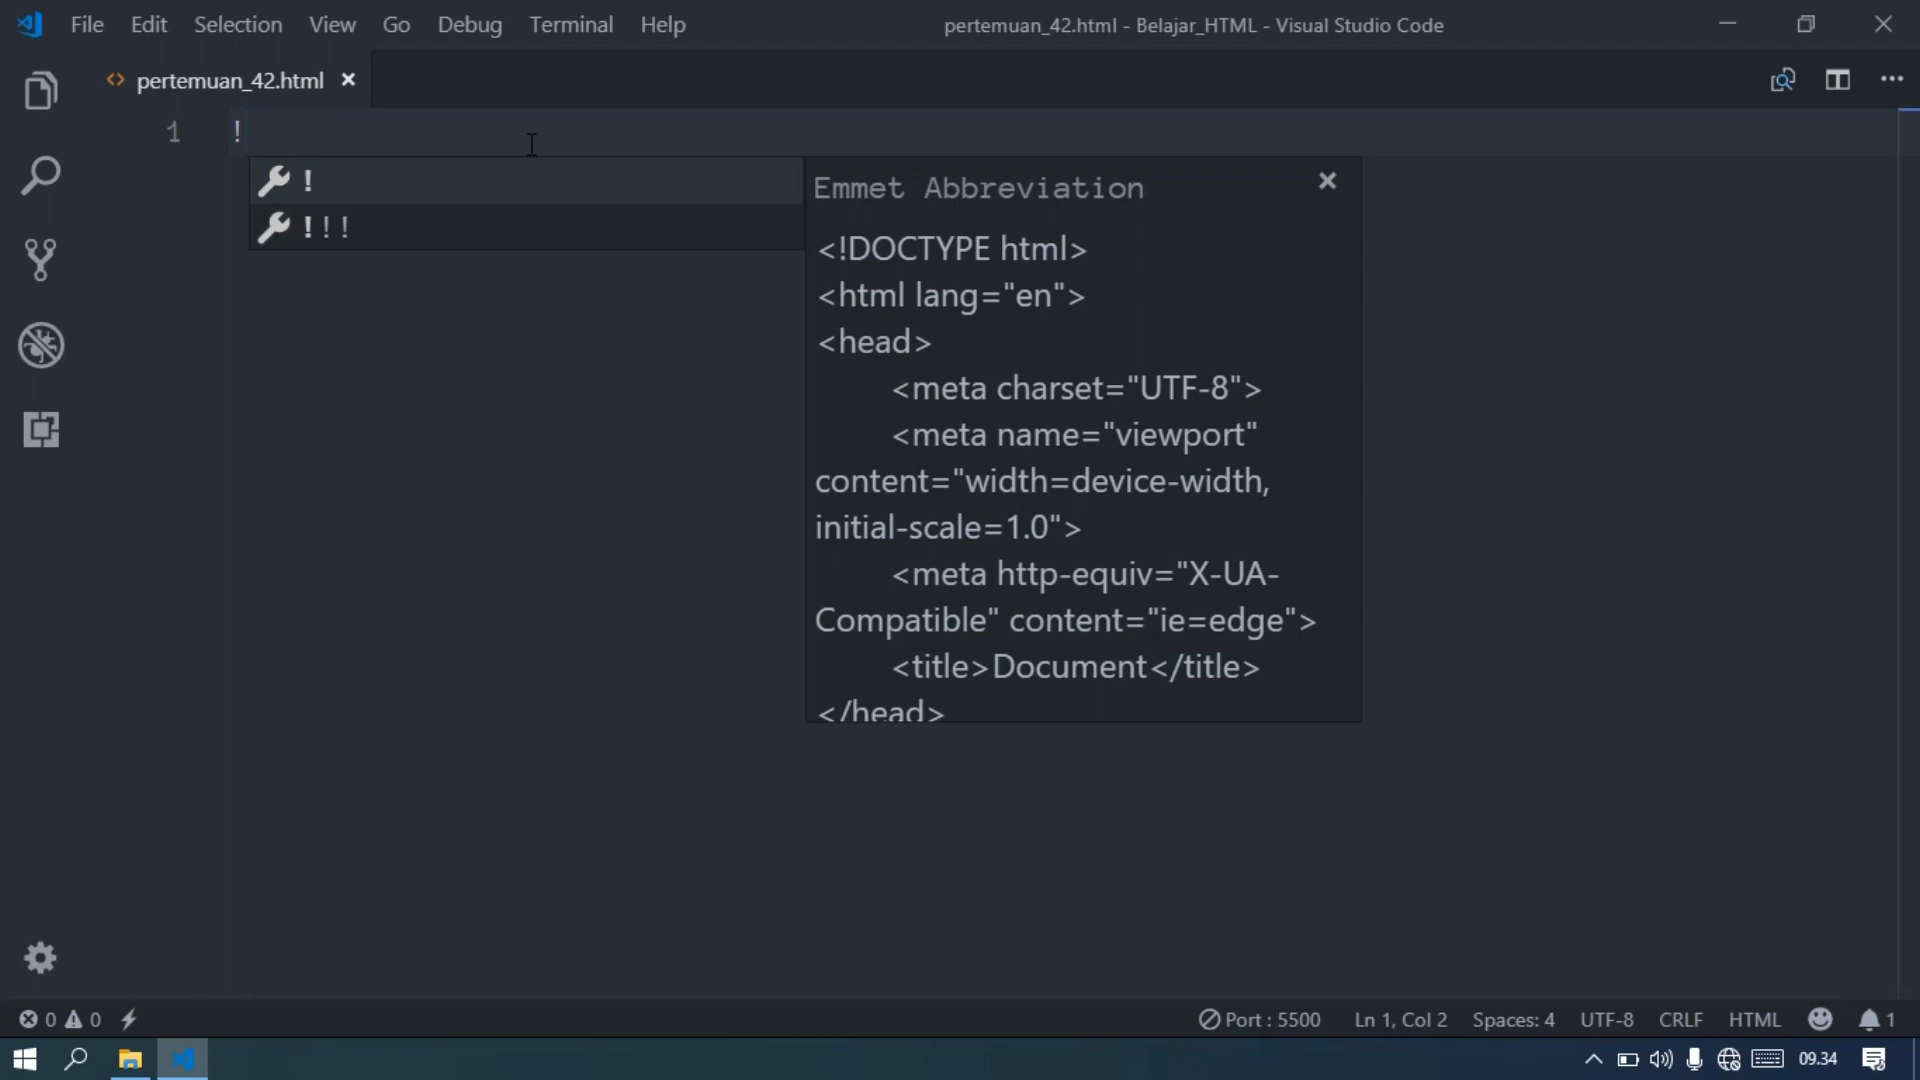 File Edit Selection View Go Debug Terminal Help pertemuan_42.html - Belajar_HTML - Visual Studio Code
pertemuan_42.html
1 !
!
!!!
Emmet Abbreviation
<!DOCTYPE html>
<html lang="en">
<head>
<meta charset="UTF-8">
<meta name="viewport"
content="width=device-width,
initial-scale=1.0">
<meta http-equiv="X-UA-
Compatible" content="ie=edge">
<title>Document</title>
</head>
0 0 Port : 5500 Ln 1, Col 2 Spaces: 4 UTF-8 CRLF HTML 1
09.34